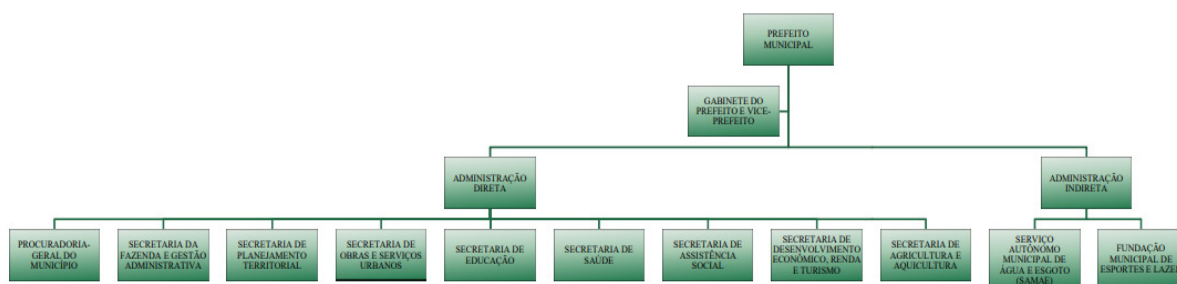 PREFEITO
MUNICIPAL
GABINETE DO
PREFEITO E VICE-
PREFEITO
ADMINISTRAÇÃO
DIRETA
ADMINISTRAÇÃO
INDIRETA
PROCURADORIA-
GERAL DO
MUNICÍPIO
SECRETARIA DA
FAZENDA E GESTÃO
ADMINISTRATIVA
SECRETARIA DE
PLANEJAMENTO
TERRITORIAL
SECRETARIA DE
OBRAS E SERVIÇOS
URBANOS
SECRETARIA DE
EDUCAÇÃO
SECRETARIA DE
SAÚDE
SECRETARIA DE
ASSISTÊNCIA
SOCIAL
SECRETARIA DE
DESENVOLVIMENTO
ECONÔMICO, RENDA
E TURISMO
SECRETARIA DE
AGRICULTURA E
AQUICULTURA
SERVIÇO
AUTÔNOMO
MUNICIPAL DE
ÁGUA E ESGOTO
(SAMAE)
FUNDAÇÃO
MUNICIPAL DE
ESPORTES E LAZER